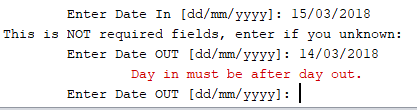 Enter Date In [dd/mm/yyyy]: 15/03/2018
This is NOT required fields, enter if you unknown:
Enter Date OUT [dd/mm/yyyy]: 14/03/2018
Day in must be after day out.
Enter Date OUT [dd/mm/yyyy]: